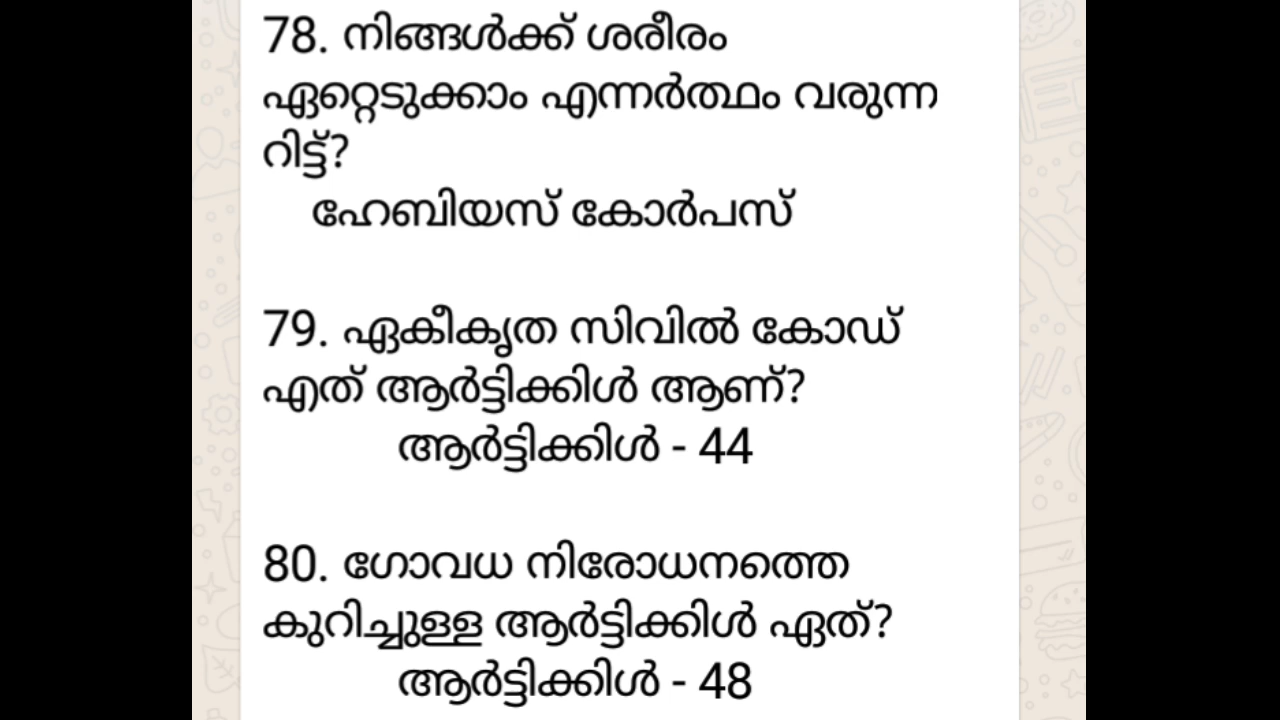 78. നിങ്ങൾക്ക് ശരീരം
ഏറ്റെടുക്കാം എന്നർത്ഥം വരുന്ന
റിട്ട്?
ഹേബിയസ് കോർപസ്
79. ഏകീകൃത സിവിൽ കോഡ്
എത് ആർട്ടിക്കിൾ ആണ്?
ആർട്ടിക്കിൾ - 44
80. ഗോവധ നിരോധനത്തെ
കുറിച്ചുള്ള ആർട്ടിക്കിൾ ഏത്?
ആർട്ടിക്കിൾ - 48